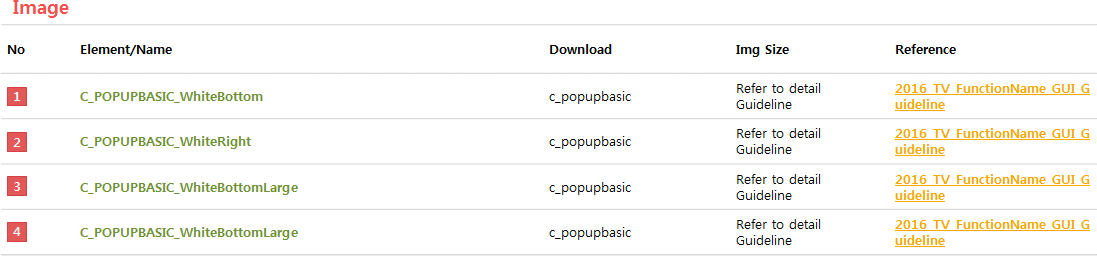 Image
No Element/Name Download Img Size Reference
1 C_POPUPBASIC_WhiteBottom c_popupbasic Refer to detail Guideline 2016_TV_FunctionName_GUI_Guideline
2 C_POPUPBASIC_WhiteRight c_popupbasic Refer to detail Guideline 2016_TV_FunctionName_GUI_Guideline
3 C_POPUPBASIC_WhiteBottomLarge c_popupbasic Refer to detail Guideline 2016_TV_FunctionName_GUI_Guideline
4 C_POPUPBASIC_WhiteBottomLarge c_popupbasic Refer to detail Guideline 2016_TV_FunctionName_GUI_Guideline